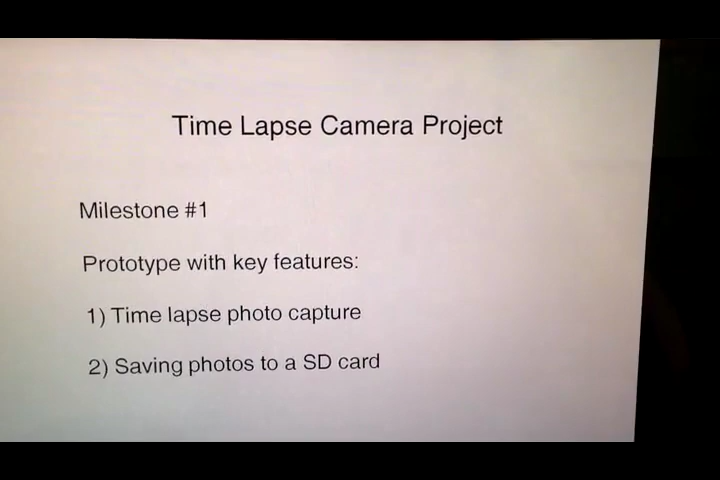 Time Lapse Camera Project
Milestone #1
Prototype with key features:
1) Time lapse photo capture
2) Saving photos to a SD card